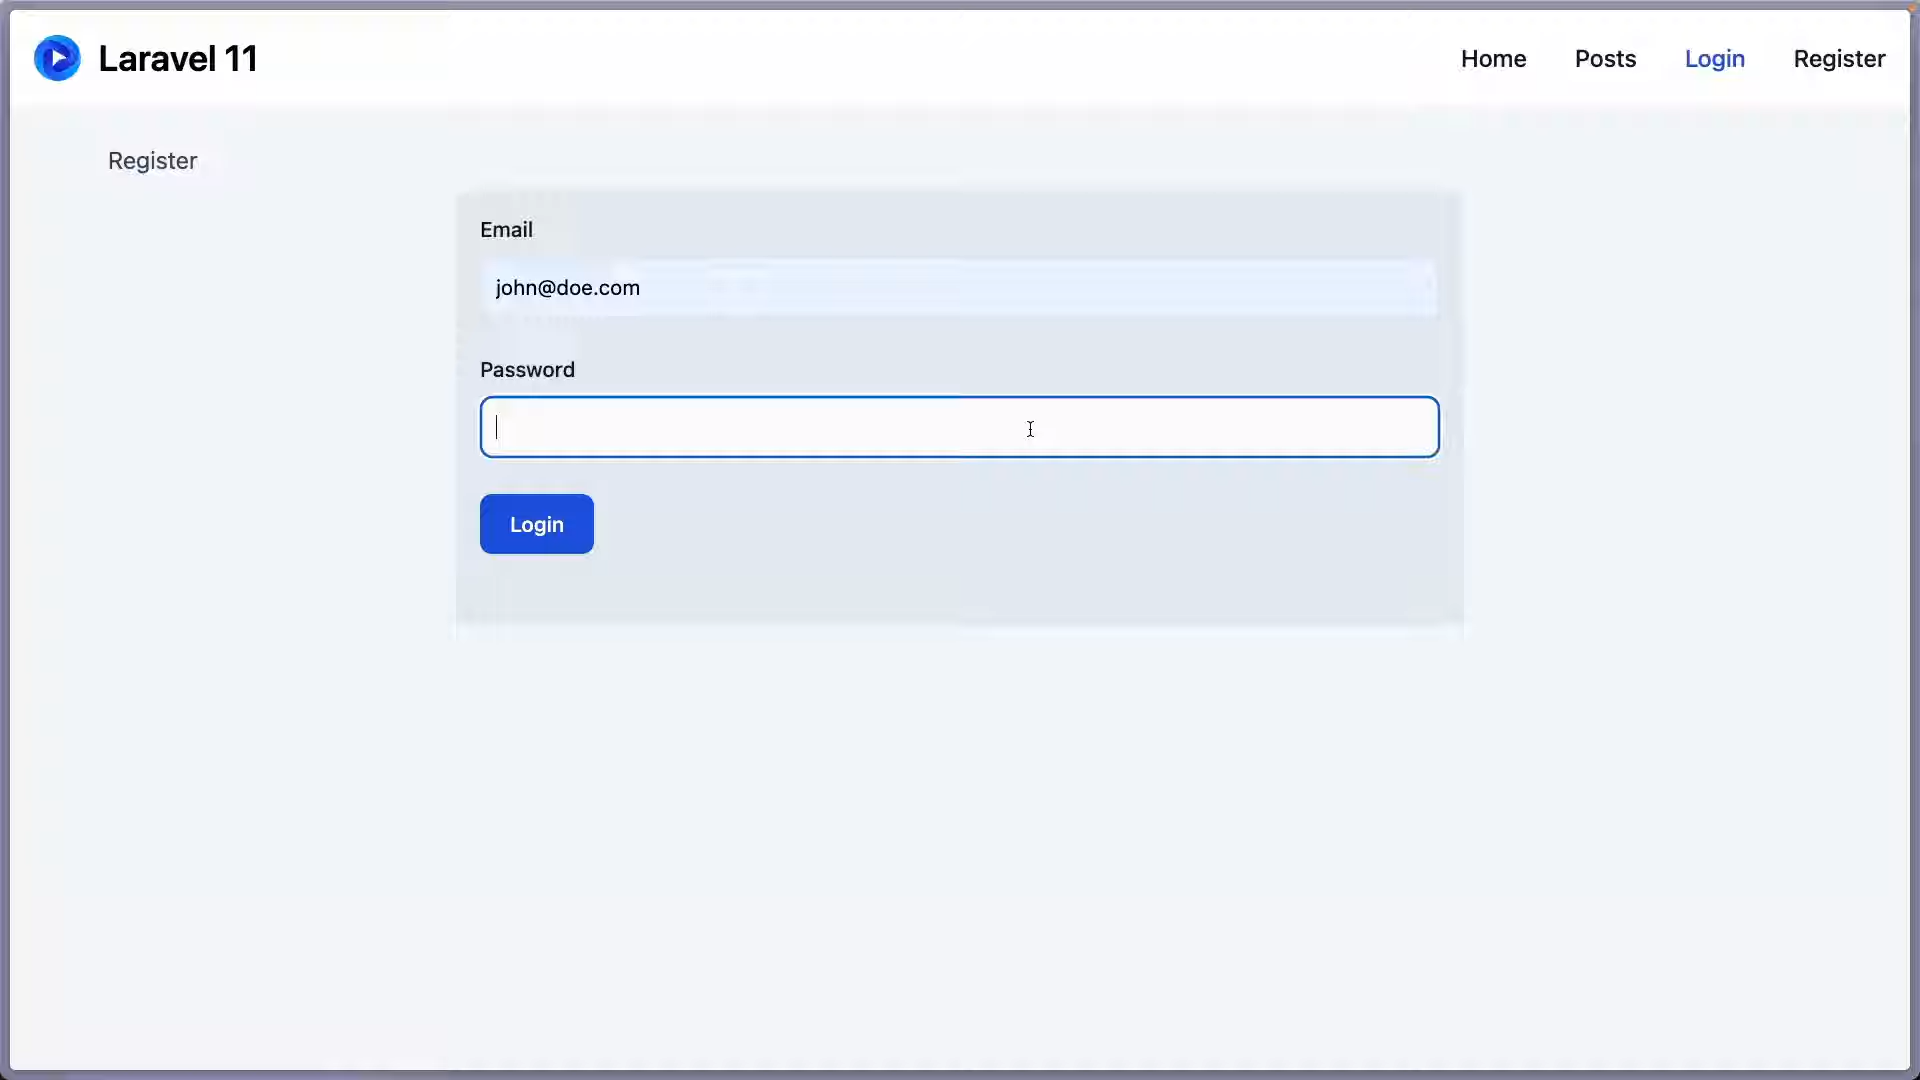 Laravel 11
Home Posts Login Register
Register
Email
john@doe.com
Password
Login